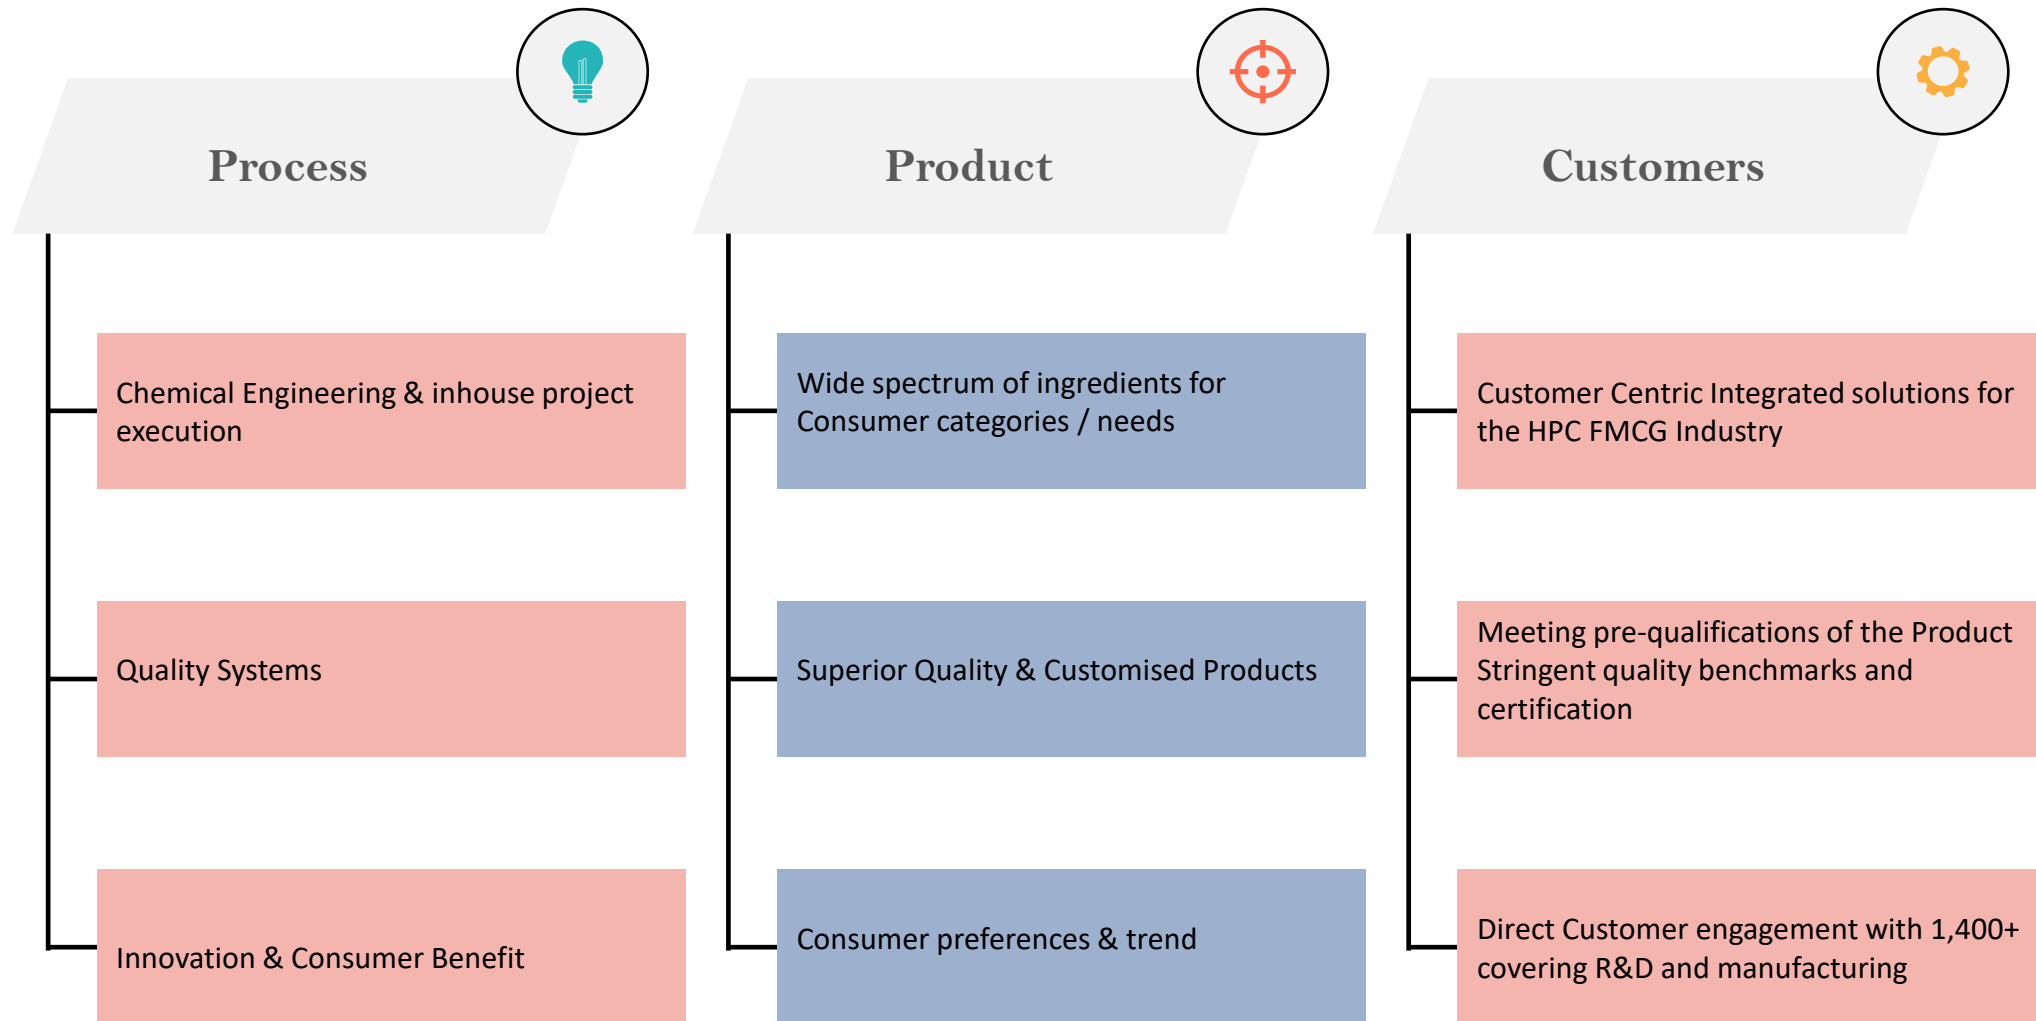 Process
Chemical Engineering & inhouse project
execution
Quality Systems
Innovation & Consumer Benefit
Product
Wide spectrum of ingredients for
Consumer categories / needs
Superior Quality & Customised Products
Consumer preferences & trend
Customers
Customer Centric Integrated solutions for
the HPC FMCG Industry
Meeting pre-qualifications of the Product
Stringent quality benchmarks and
certification
Direct Customer engagement with 1,400+
covering R&D and manufacturing